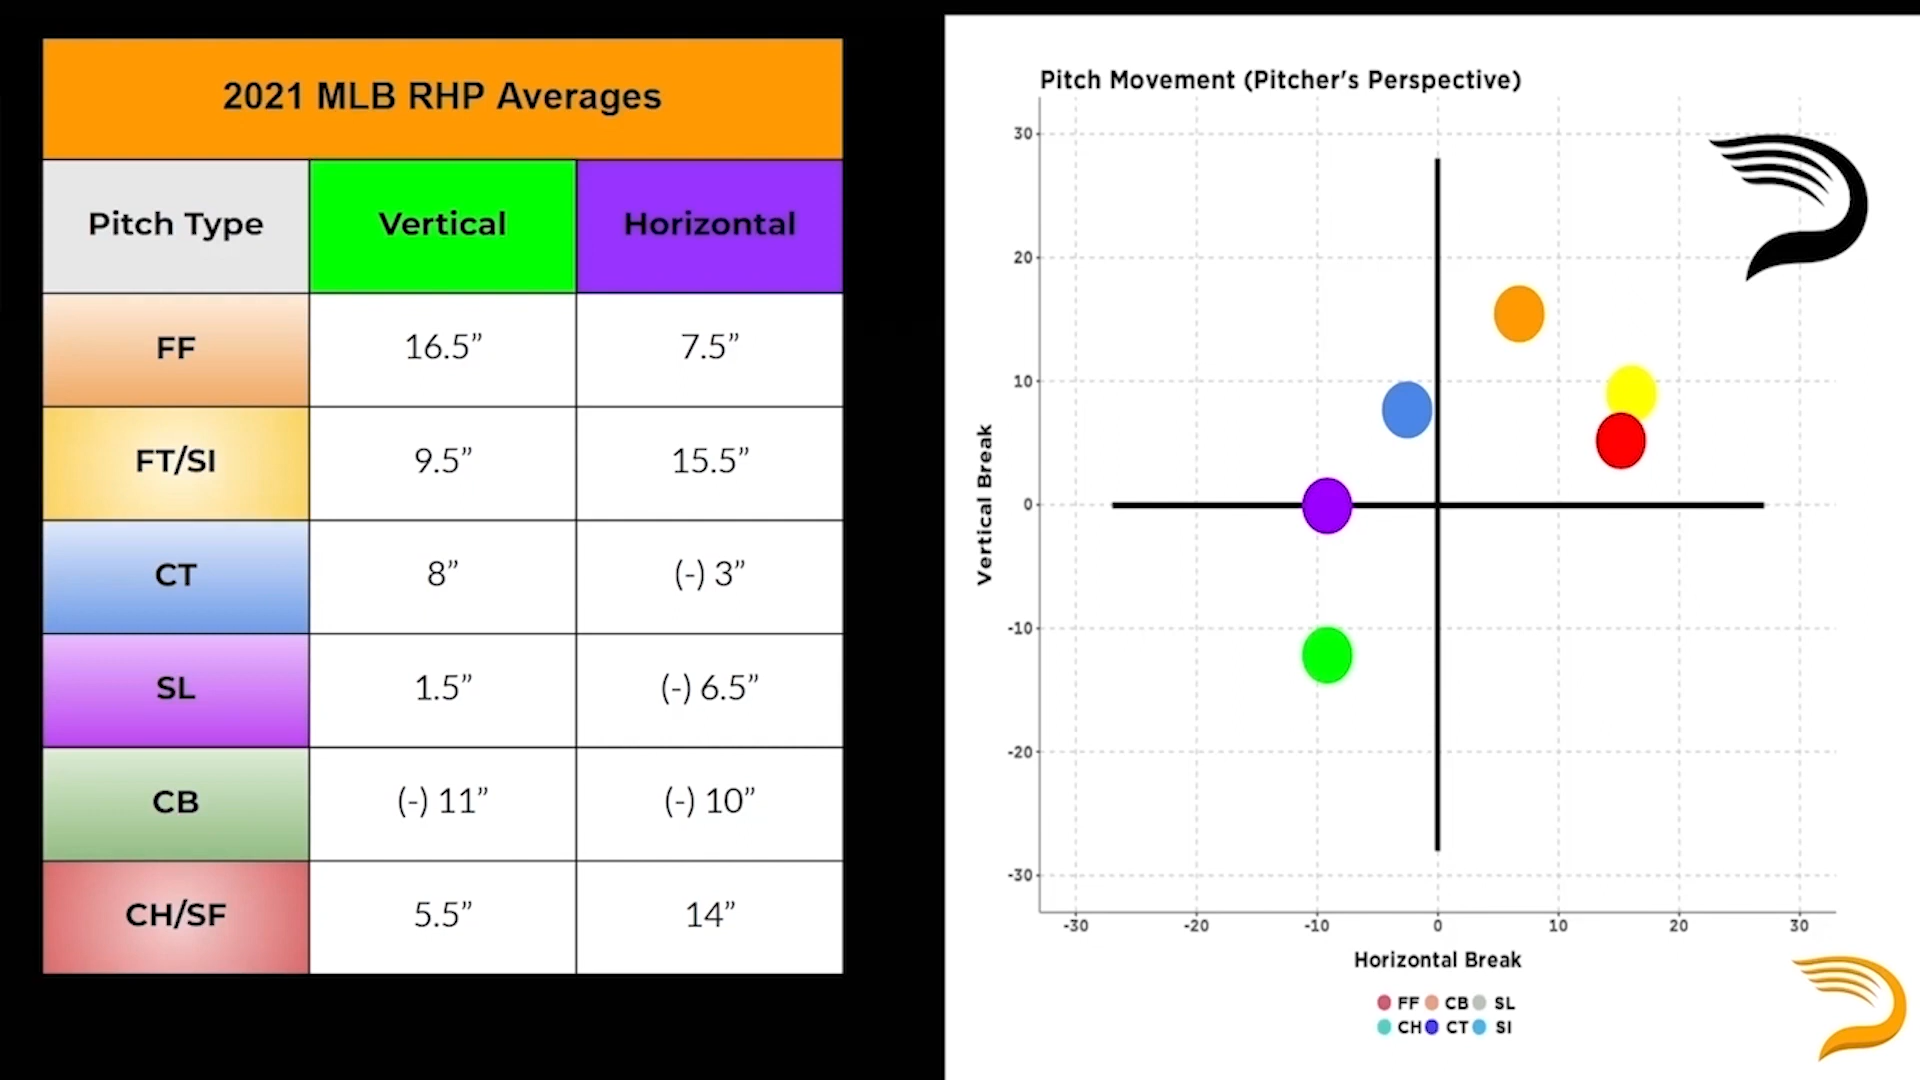 2021 MLB RHP Averages
Pitch Type Vertical Horizontal
FF 16.5” 7.5”
FT/SI 9.5” 15.5”
CT 8” (-) 3”
SL 1.5” (-) 6.5”
CB (-) 11” (-) 10”
CH/SF 5.5” 14”
Pitch Movement (Pitcher's Perspective)
30
20
10
0
-10
-20
-30
Vertical Break
-30 -20 -10 0 10 20 30
Horizontal Break
FF CB SL
CH CT SI